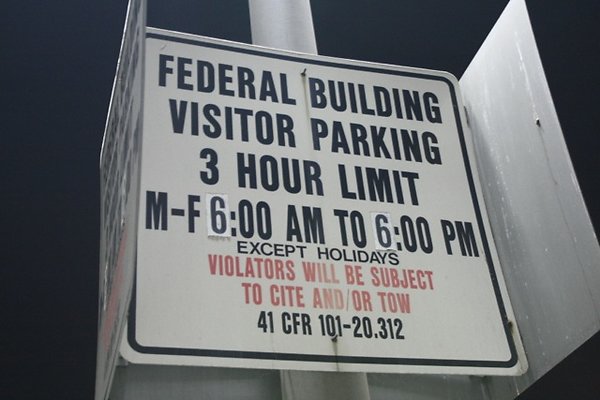 FEDERAL BUILDING
VISITOR PARKING
3 HOUR LIMIT
M-F 6:00 AM TO 6:00 PM
EXCEPT HOLIDAYS
VIOLATORS WILL BE SUBJECT
TO CITE AND/OR TOW
41 CFR 101-20.312